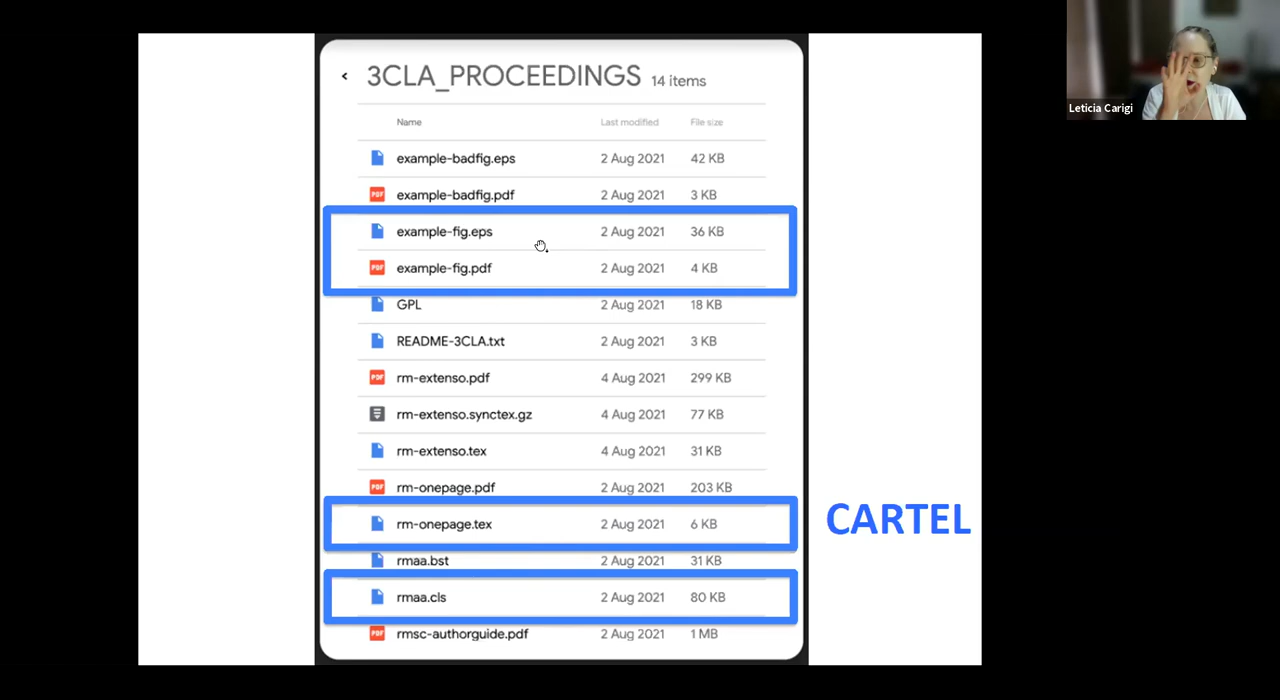 3CLA_PROCEEDINGS 14 items
Name Last modified File size
example-badfig.eps 2 Aug 2021 42 KB
PDF example-badfig.pdf 2 Aug 2021 3 KB
example-fig.eps 2 Aug 2021 36 KB
PDF example-fig.pdf 2 Aug 2021 4 KB
GPL 2 Aug 2021 18 KB
README-3CLA.txt 2 Aug 2021 3 KB
PDF rm-extenso.pdf 4 Aug 2021 299 KB
rm-extenso.synctex.gz 4 Aug 2021 77 KB
rm-extenso.tex 4 Aug 2021 31 KB
PDF rm-onepage.pdf 2 Aug 2021 203 KB
rm-onepage.tex 2 Aug 2021 6 KB
CARTEL
rmaa.bst 2 Aug 2021 31 KB
rmaa.cls 2 Aug 2021 80 KB
PDF rmsc-authorguide.pdf 2 Aug 2021 1 MB
Leticia Carigi